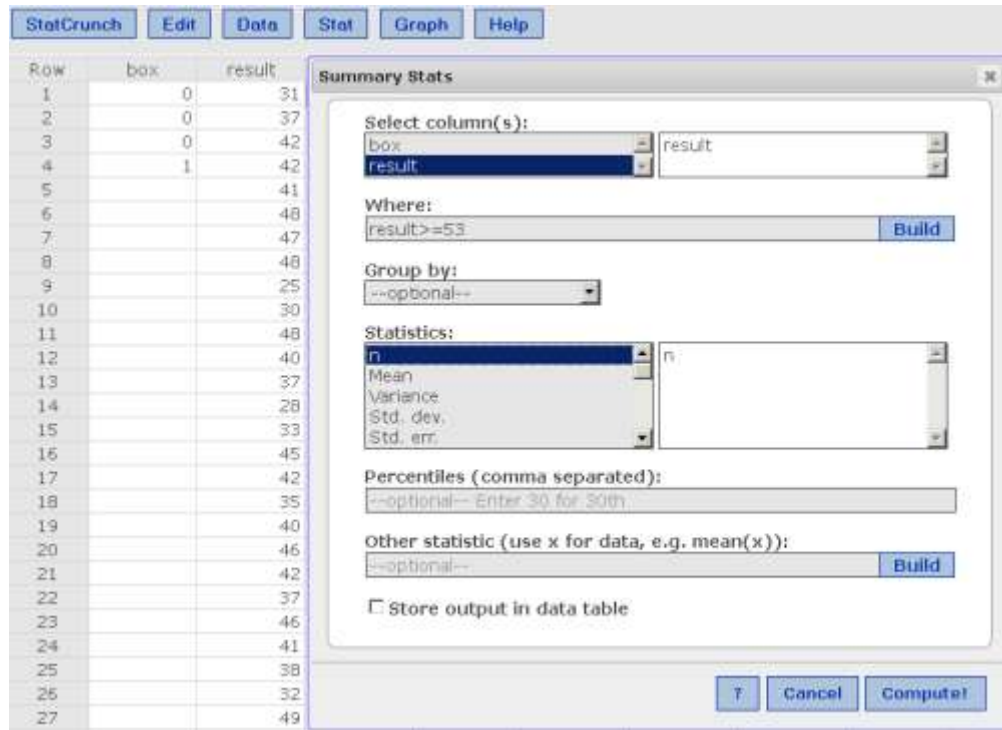 StatCrunch Edit Data Stat Graph Help
Row box result
1 0 31
2 0 37
3 0 42
4 1 42
5 41
6 48
7 47
8 48
9 25
10 30
11 48
12 40
13 37
14 28
15 33
16 45
17 42
18 35
19 40
20 46
21 42
22 37
23 46
24 41
25 38
26 32
27 49
Summary Stats
Select column(s):
box
result
result
Where:
result>=53 Build
Group by:
--optional--
Statistics:
n
Mean
Variance
Std. dev.
Std. err.
n
Percentiles (comma separated):
--optional-- Enter 30 for 30th
Other statistic (use x for data, e.g. mean(x)):
--optional-- Build
Store output in data table
? Cancel Compute!